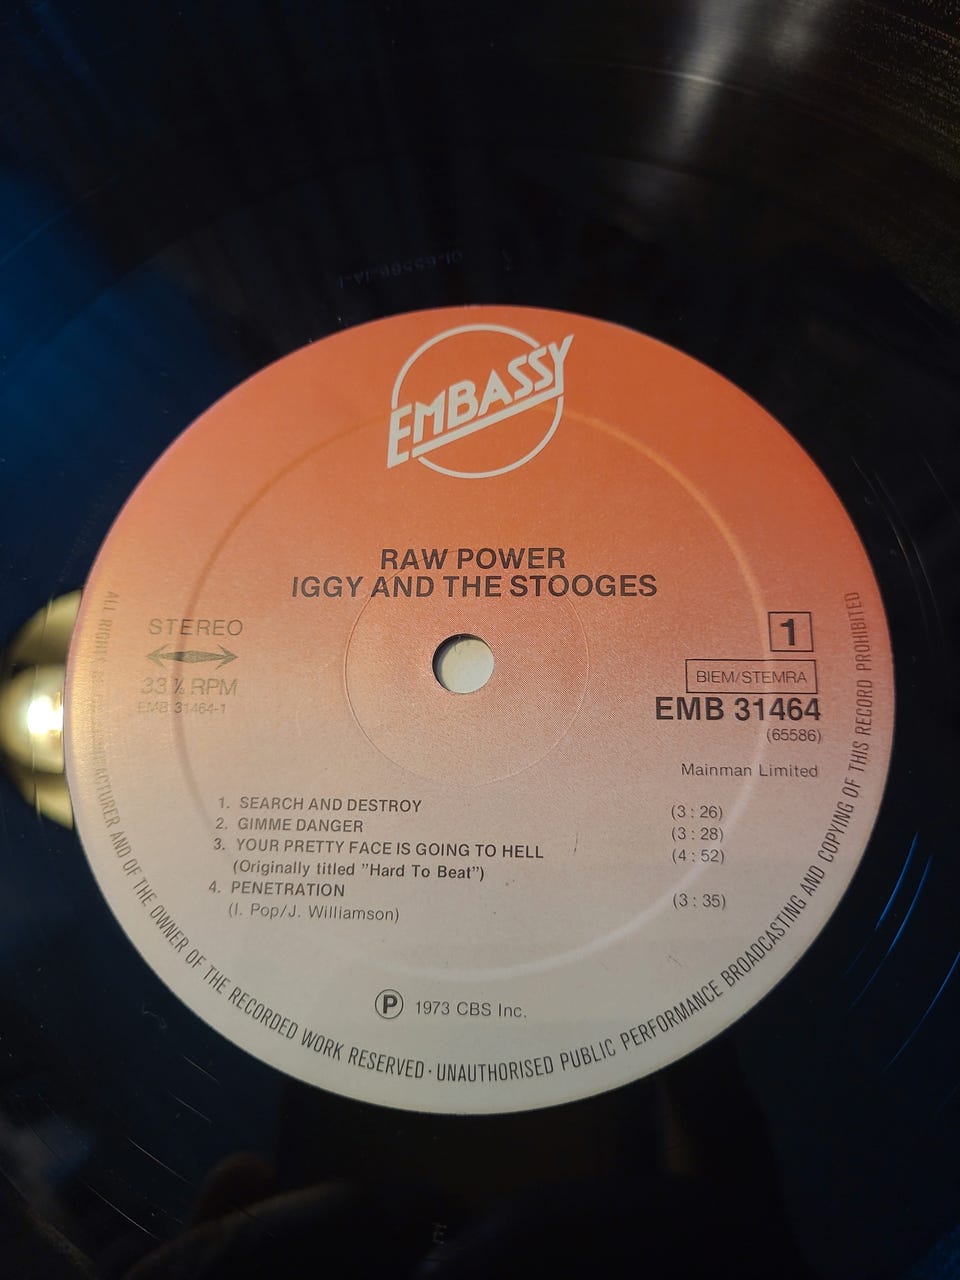 EMBASSY
RAW POWER
IGGY AND THE STOOGES
STEREO
33⅓ RPM
EMB 31464-1
1
BIEM/STEMRA
EMB 31464
(65586)
Mainman Limited
1. SEARCH AND DESTROY (3 : 26)
2. GIMME DANGER (3 : 28)
3. YOUR PRETTY FACE IS GOING TO HELL (4 : 52)
(Originally titled "Hard To Beat")
4. PENETRATION (3 : 35)
(I. Pop/J. Williamson)
Ⓟ 1973 CBS Inc.
ALL RIGHTS MANUFACTURER AND OF THE OWNER OF THE RECORDED WORK RESERVED · UNAUTHORISED PUBLIC PERFORMANCE BROADCASTING AND COPYING OF THIS RECORD PROHIBITED